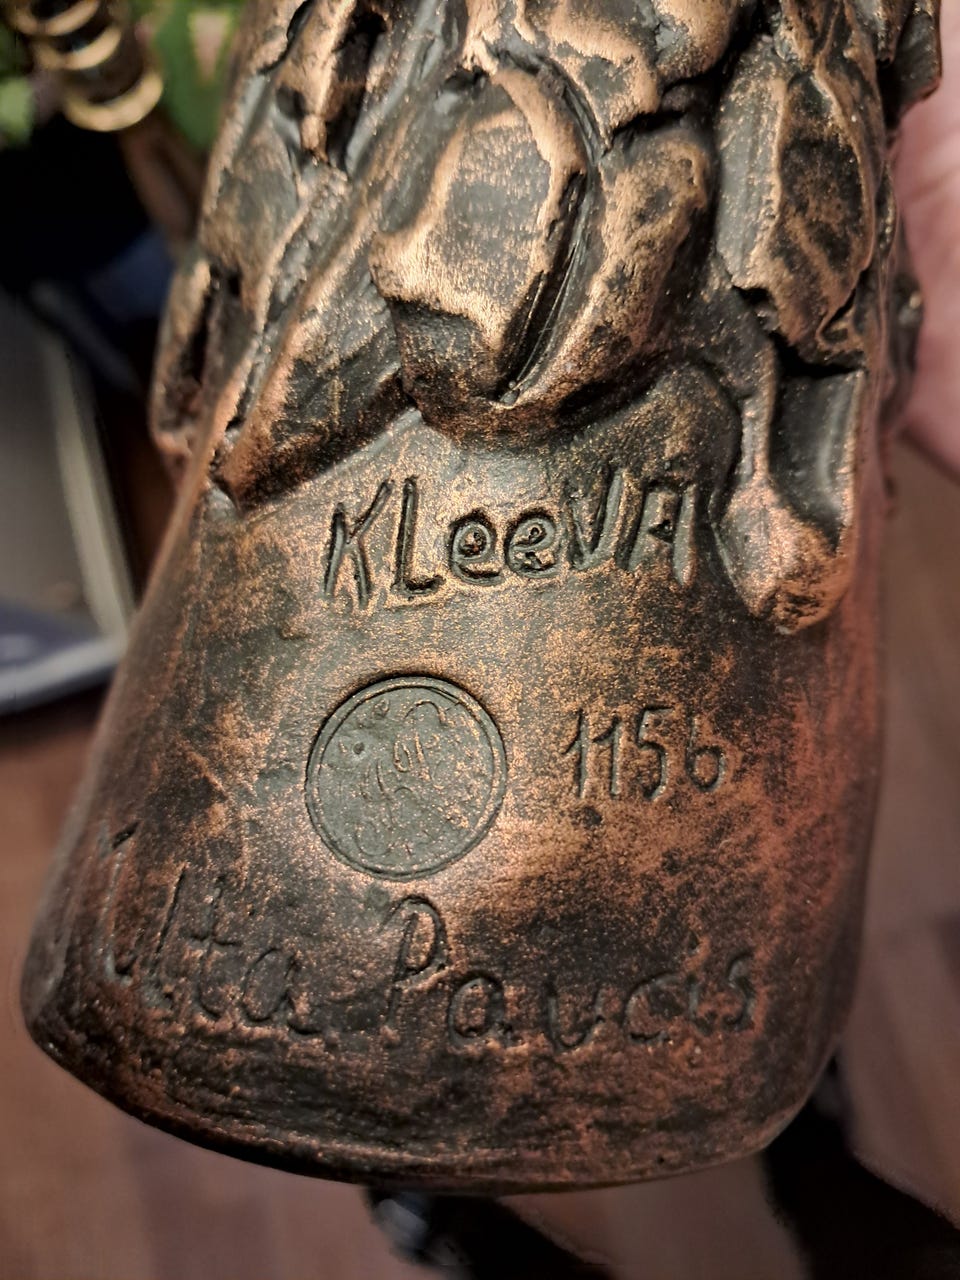 KLeeVA
1156
Multa Paucis